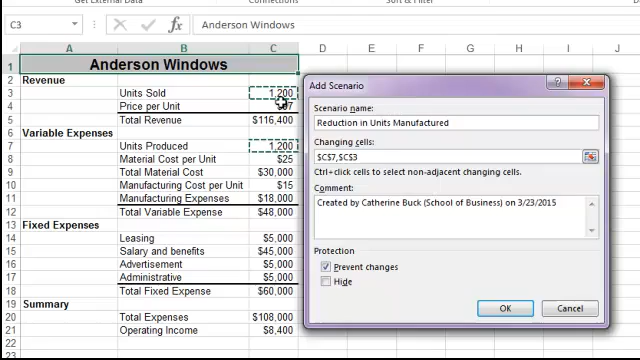 Get External Data Connections Sort & Filter
C3 fx Anderson Windows
A B C D E F G H I J
1 Anderson Windows
2 Revenue
3 Units Sold 1,200
4 Price per Unit
5 Total Revenue $116,400
6 Variable Expenses
7 Units Produced 1,200
8 Material Cost per Unit $25
9 Total Material Cost $30,000
10 Manufacturing Cost per Unit $15
11 Manufacturing Expenses $18,000
12 Total Variable Expense $48,000
13 Fixed Expenses
14 Leasing $5,000
15 Salary and benefits $45,000
16 Advertisement $5,000
17 Administrative $5,000
18 Total Fixed Expense $60,000
19 Summary
20 Total Expenses $108,000
21 Operating Income $8,400
Add Scenario
Scenario name:
Reduction in Units Manufactured
Changing cells:
$C$7,$C$3
Ctrl+click cells to select non-adjacent changing cells.
Comment:
Created by Catherine Buck (School of Business) on 3/23/2015
Protection
Prevent changes
Hide
OK Cancel